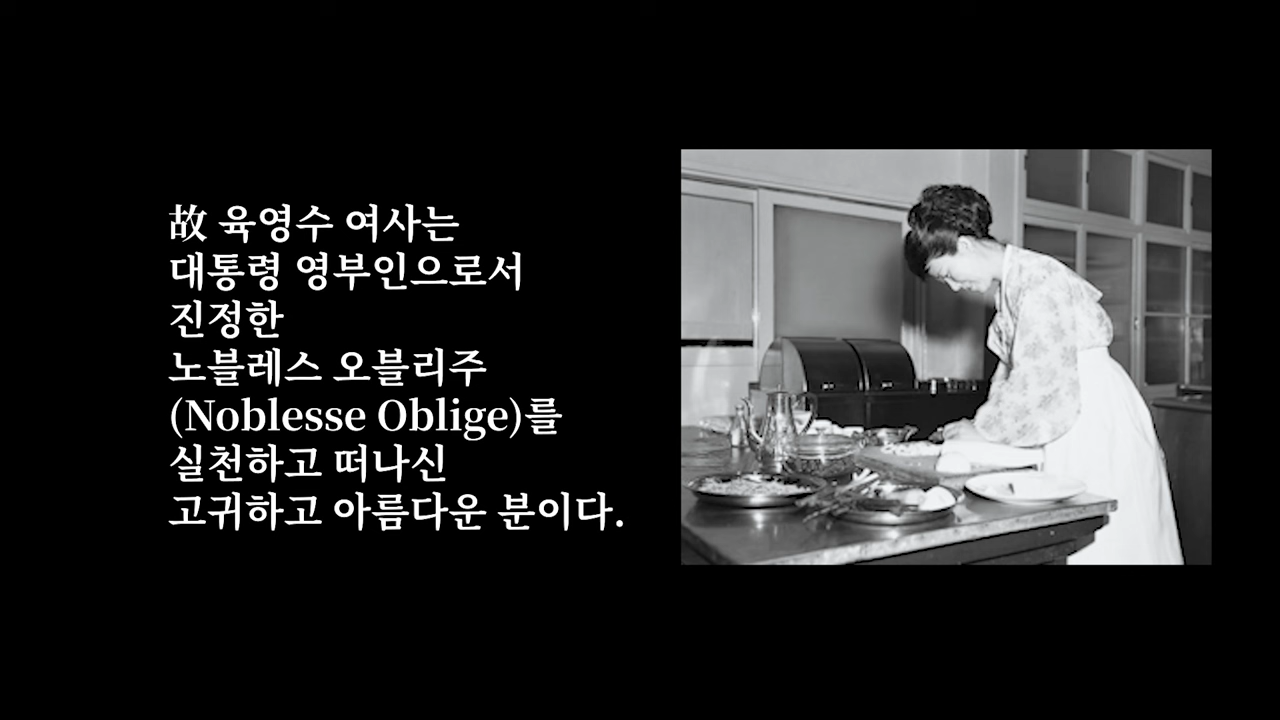 故 육영수 여사는
대통령 영부인으로서
진정한
노블레스 오블리주
(Noblesse Oblige)를
실천하고 떠나신
고귀하고 아름다운 분이다.